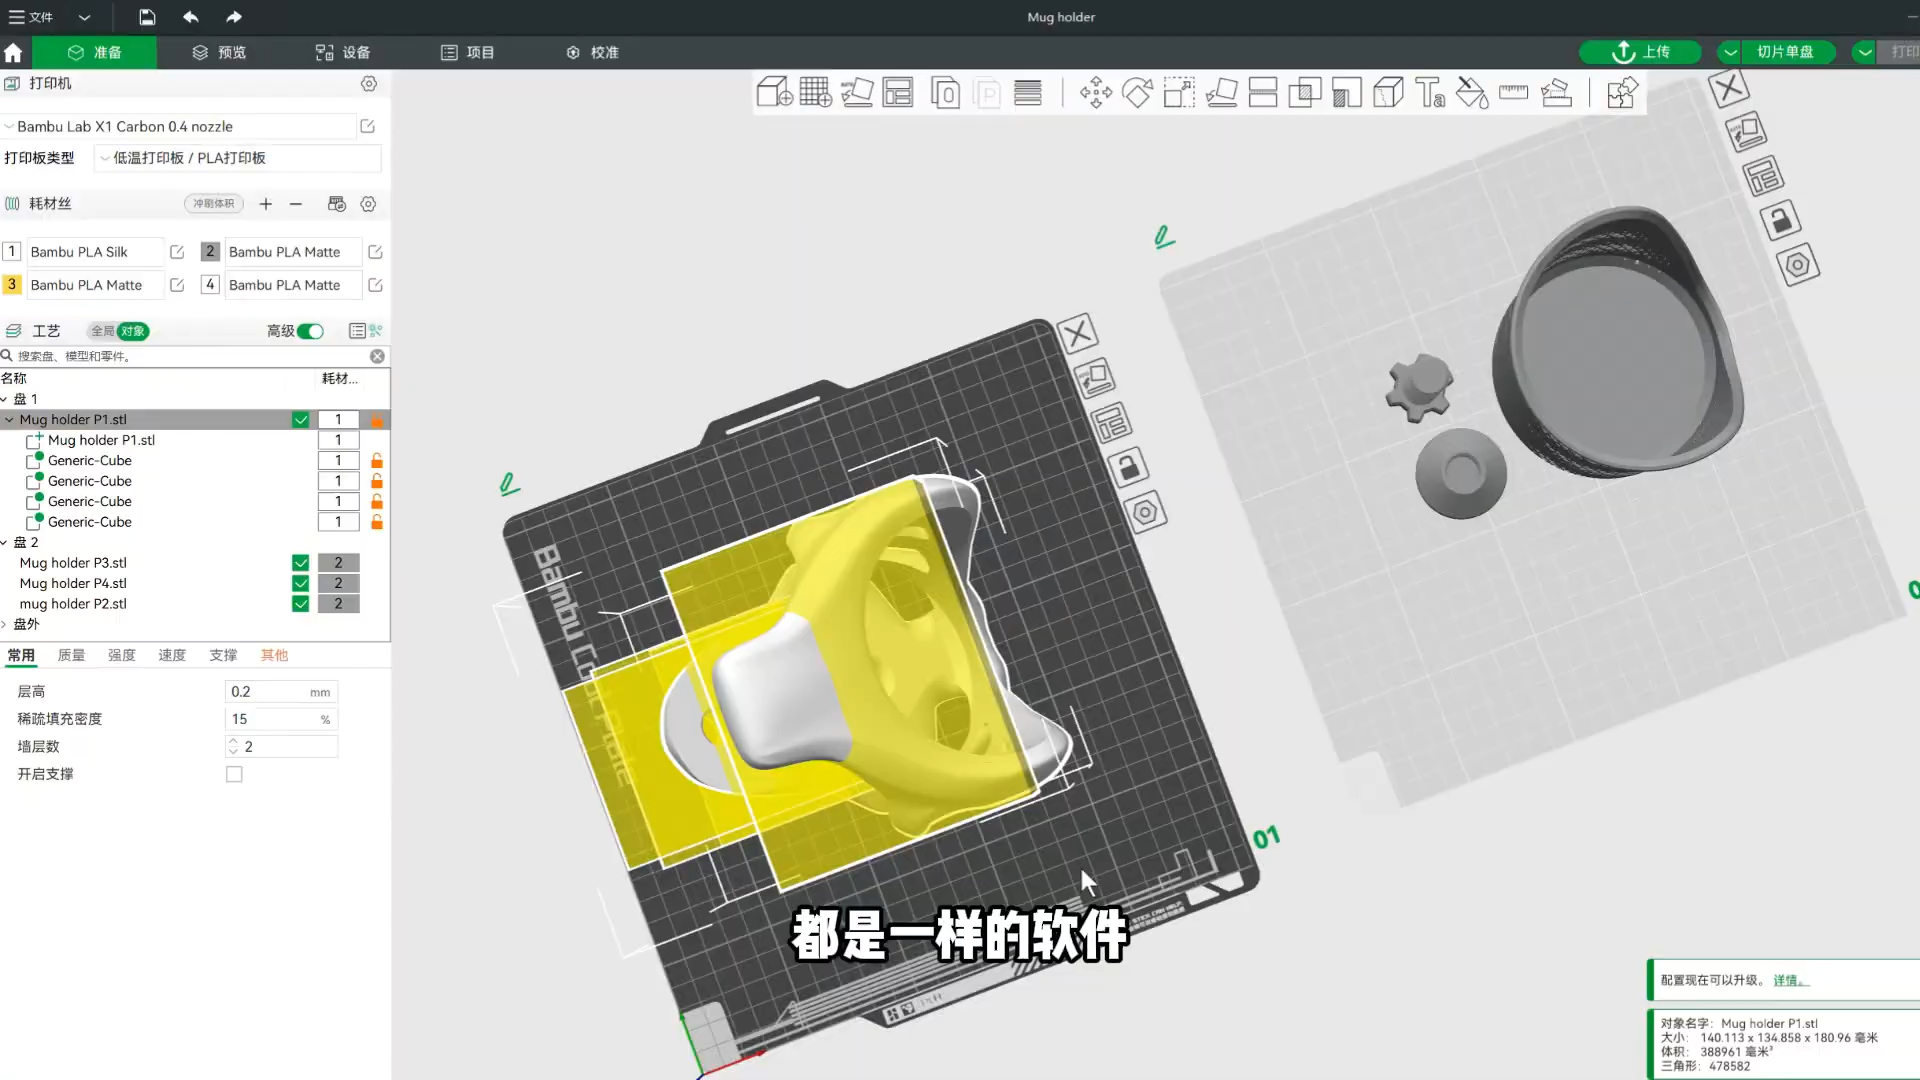 文件
Mug holder
准备
预览
设备
项目
校准
上传
切片单盘
打印
打印机
Bambu Lab X1 Carbon 0.4 nozzle
打印板类型
低温打印板 / PLA打印板
耗材丝
冲刷体积
1 Bambu PLA Silk
2 Bambu PLA Matte
3 Bambu PLA Matte
4 Bambu PLA Matte
工艺
全局
对象
高级
搜索盘、模型和零件。
名称
耗材...
盘 1
Mug holder P1.stl 1
Mug holder P1.stl 1
Generic-Cube 1
Generic-Cube 1
Generic-Cube 1
Generic-Cube 1
盘 2
Mug holder P3.stl 2
Mug holder P4.stl 2
mug holder P2.stl 2
盘外
常用
质量
强度
速度
支撑
其他
层高 0.2 mm
稀疏填充密度 15 %
墙层数 2
开启支撑
01
都是一样的软件
配置现在可以升级。 详情。
对象名字: Mug holder P1.stl
大小: 140.113 x 134.858 x 180.96 毫米
体积: 388961 毫米³
三角形: 478582